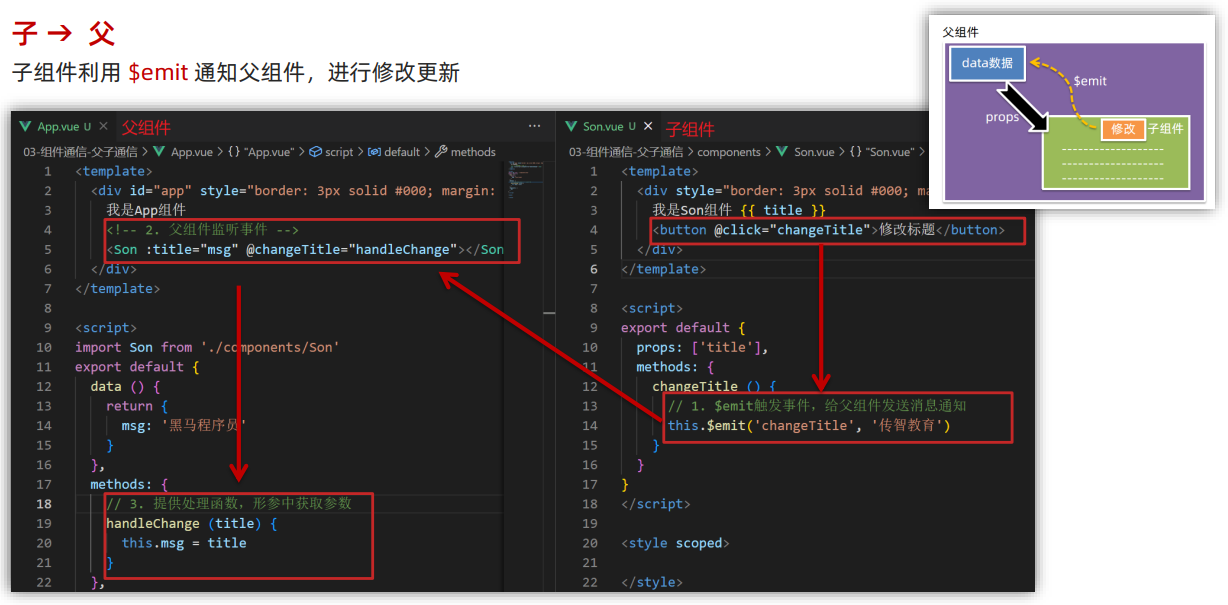 子 → 父
子组件利用 $emit 通知父组件，进行修改更新
父组件
data数据
$emit
props
修改
子组件
App.vue U ×
父组件
···
03-组件通信-父子通信 > App.vue > {} "App.vue" > script > default > methods
1 <template>
2 <div id="app" style="border: 3px solid #000; margin:
3 我是App组件
4 <!-- 2. 父组件监听事件 -->
5 <Son :title="msg" @changeTitle="handleChange"></Son
6 </div>
7 </template>
8
9 <script>
10 import Son from './components/Son'
11 export default {
12 data () {
13 return {
14 msg: '黑马程序员'
15 }
16 },
17 methods: {
18 // 3. 提供处理函数，形参中获取参数
19 handleChange (title) {
20 this.msg = title
21 }
22 },
Son.vue U ×
子组件
03-组件通信-父子通信 > components > Son.vue > {} "Son.vue" >
1 <template>
2 <div style="border: 3px solid #000; ma
3 我是Son组件 {{ title }}
4 <button @click="changeTitle">修改标题</button>
5 </div>
6 </template>
7
8 <script>
9 export default {
10 props: ['title'],
11 methods: {
12 changeTitle () {
13 // 1. $emit触发事件，给父组件发送消息通知
14 this.$emit('changeTitle', '传智教育')
15 }
16 }
17 }
18 </script>
19
20 <style scoped>
21
22 </style>